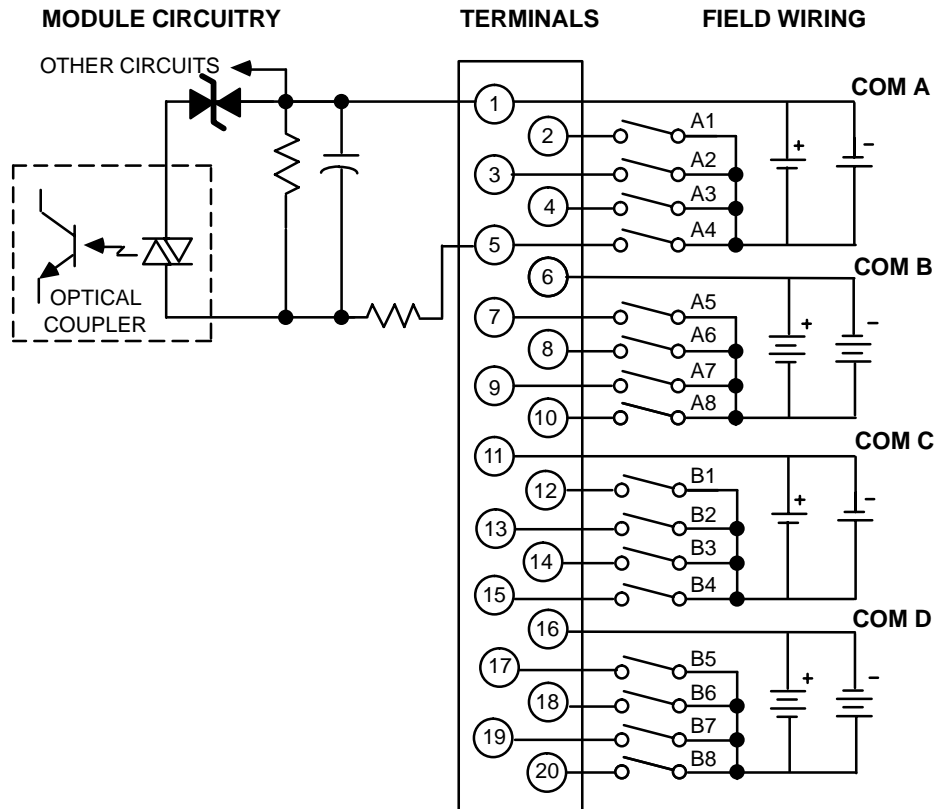 MODULE CIRCUITRY
TERMINALS
FIELD WIRING
OTHER CIRCUITS
OPTICAL
COUPLER
COM A
1
+
-
2
A1
3
A2
4
A3
5
A4
COM B
6
+
-
7
A5
8
A6
9
A7
10
A8
COM C
11
+
-
12
B1
13
B2
14
B3
15
B4
COM D
16
+
-
17
B5
18
B6
19
B7
20
B8